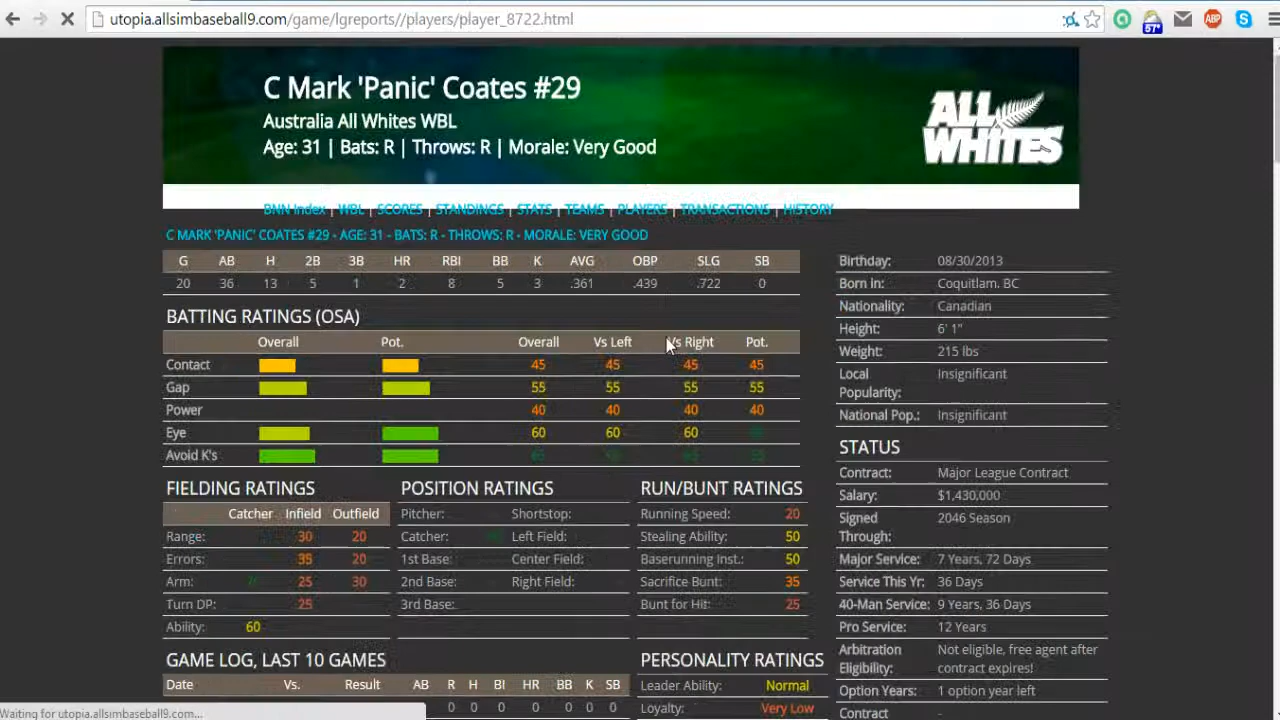 utopia.allsimbaseball9.com/game/lgreports//players/player_8722.html
ABP
57°
C Mark 'Panic' Coates #29
Australia All Whites WBL
Age: 31 | Bats: R | Throws: R | Morale: Very Good
ALL
WHITES
BNN Index | WBL | SCORES | STANDINGS | STATS | TEAMS | PLAYERS | TRANSACTIONS | HISTORY
C MARK 'PANIC' COATES #29 - AGE: 31 - BATS: R - THROWS: R - MORALE: VERY GOOD
G AB H 2B 3B HR RBI BB K AVG OBP SLG SB
20 36 13 5 1 2 8 5 3 .361 .439 .722 0
BATTING RATINGS (OSA)
Overall Pot. Overall Vs Left Vs Right Pot.
Contact 45 45 45 45
Gap 55 55 55 55
Power 40 40 40 40
Eye 60 60 60
Avoid K's
FIELDING RATINGS
Catcher Infield Outfield
Range: 30 20
Errors: 35 20
Arm: 25 30
Turn DP: 25
Ability: 60
POSITION RATINGS
Pitcher: Shortstop:
Catcher: Left Field:
1st Base: Center Field:
2nd Base: Right Field:
3rd Base:
RUN/BUNT RATINGS
Running Speed: 20
Stealing Ability: 50
Baserunning Inst.: 50
Sacrifice Bunt: 35
Bunt for Hit: 25
GAME LOG, LAST 10 GAMES
Date Vs. Result AB R H BI HR BB K SB
0 0 0 0 0 0 0
PERSONALITY RATINGS
Leader Ability: Normal
Loyalty: Very Low
Birthday: 08/30/2013
Born in: Coquitlam, BC
Nationality: Canadian
Height: 6' 1"
Weight: 215 lbs
Local Popularity: Insignificant
National Pop.: Insignificant
STATUS
Contract: Major League Contract
Salary: $1,430,000
Signed Through: 2046 Season
Major Service: 7 Years, 72 Days
Service This Yr: 36 Days
40-Man Service: 9 Years, 36 Days
Pro Service: 12 Years
Arbitration Eligibility: Not eligible, free agent after
contract expires!
Option Years: 1 option year left
Contract -
Waiting for utopia.allsimbaseball9.com...